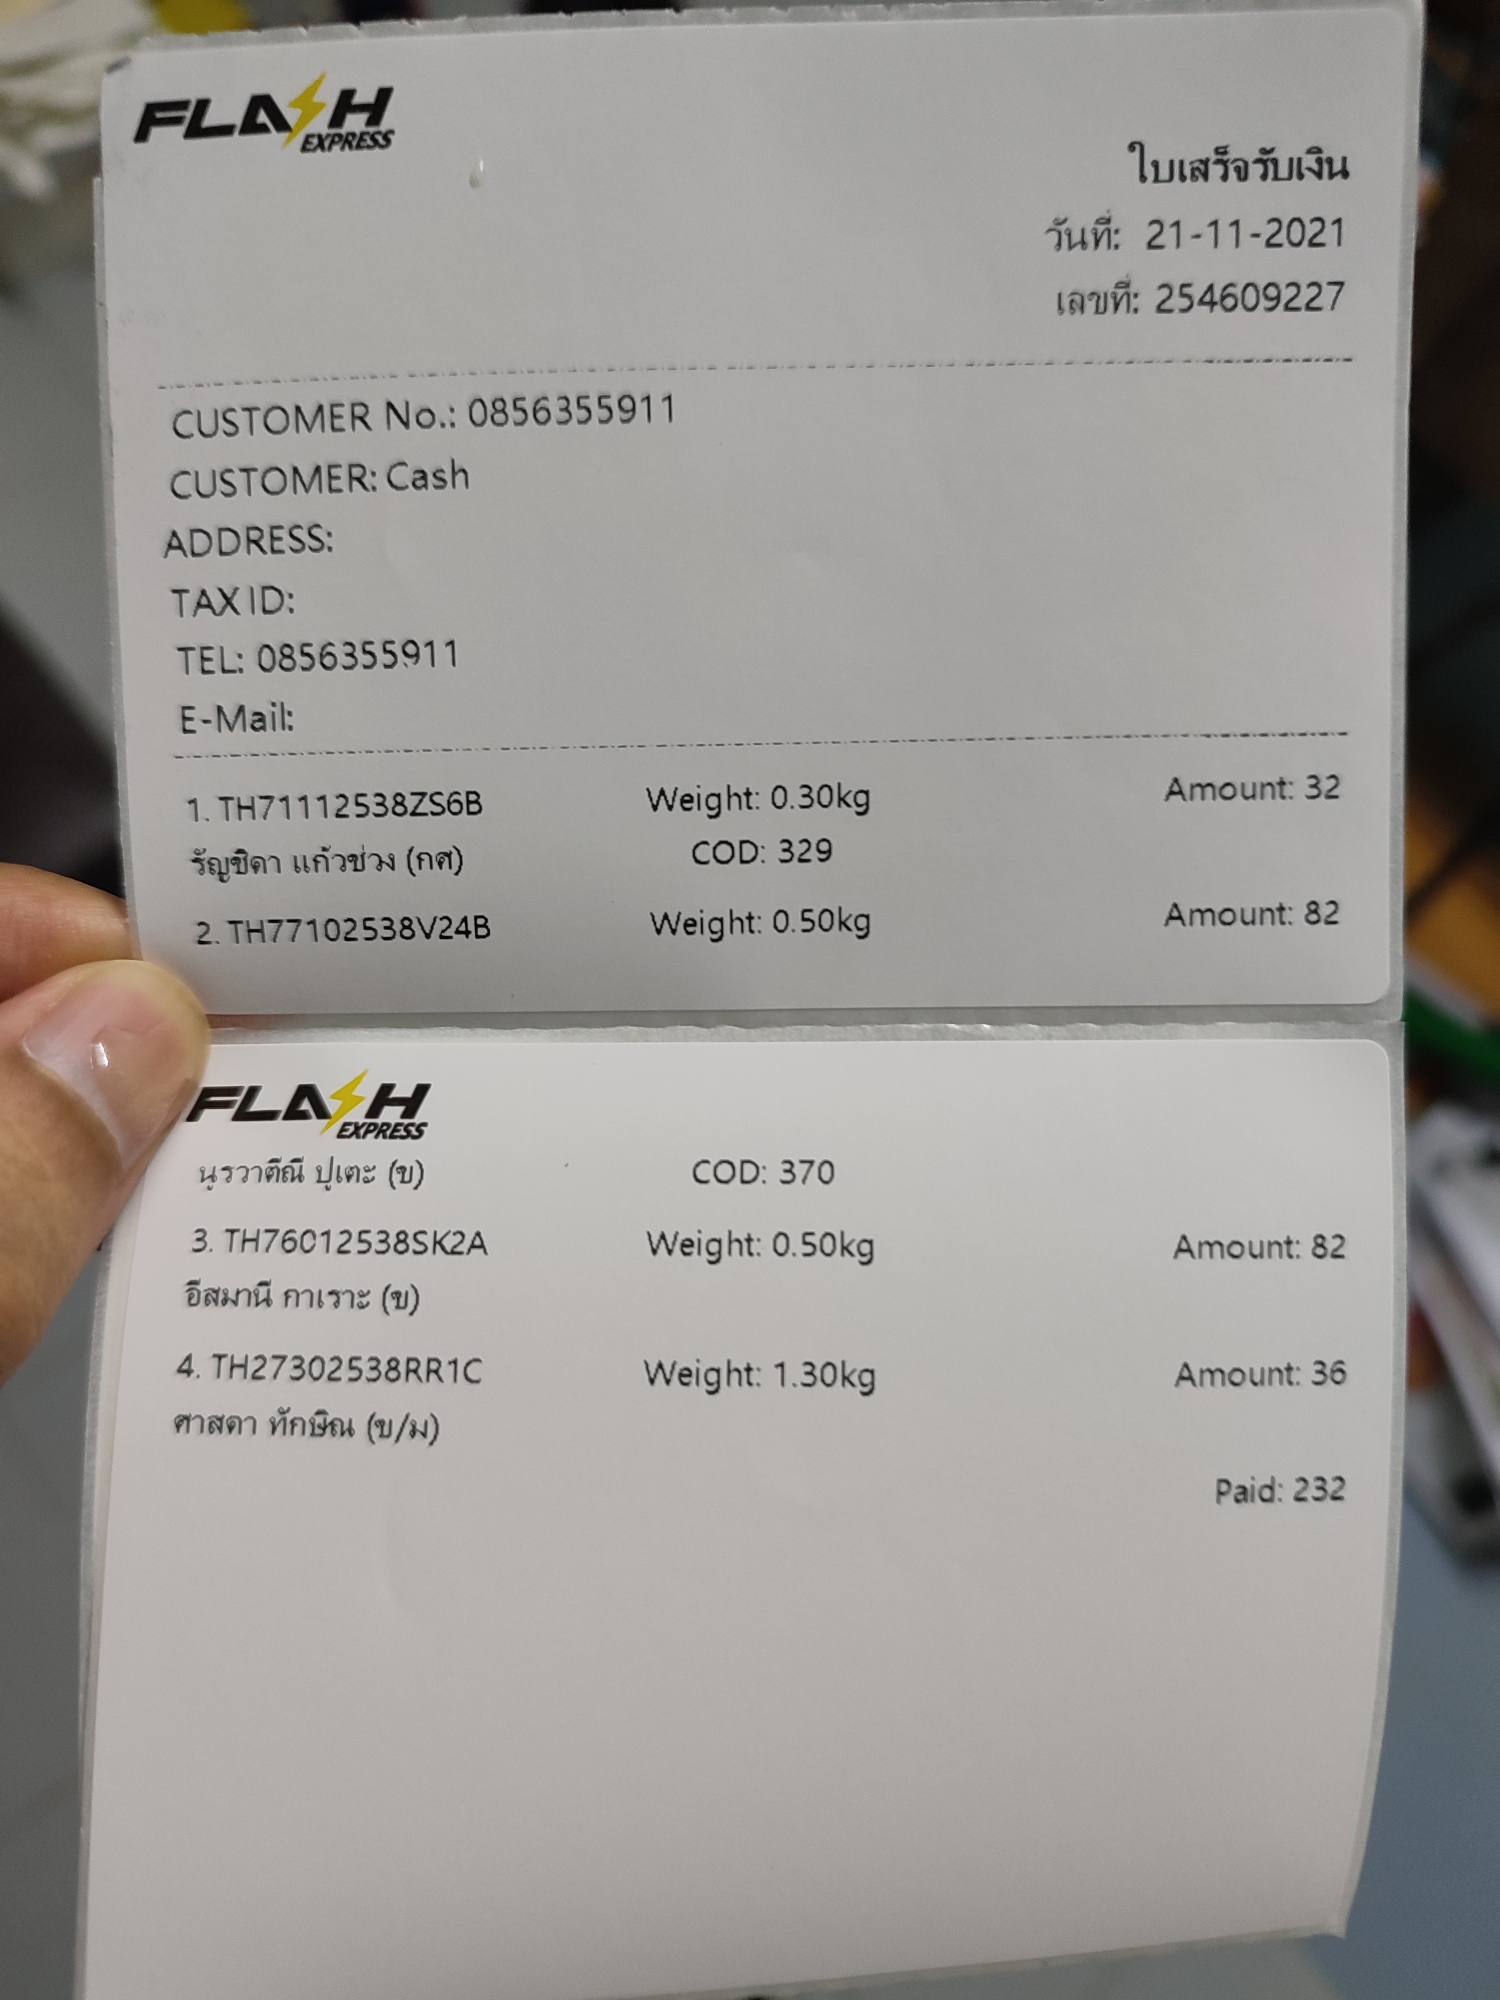 FLASH EXPRESS
ใบเสร็จรับเงิน
วันที่: 21-11-2021
เลขที่: 254609227
CUSTOMER No.: 0856355911
CUSTOMER: Cash
ADDRESS:
TAX ID:
TEL: 0856355911
E-Mail:
1. TH71112538ZS6B Weight: 0.30kg Amount: 32
รัญชิดา แก้วช่วง (กศ) COD: 329
2. TH77102538V24B Weight: 0.50kg Amount: 82
FLASH EXPRESS
นูรวาตีณี ปูเตะ (ข) COD: 370
3. TH76012538SK2A Weight: 0.50kg Amount: 82
อีสมานี กาเราะ (ข)
4. TH27302538RR1C Weight: 1.30kg Amount: 36
ศาสดา ทักษิณ (ข/ม)
Paid: 232